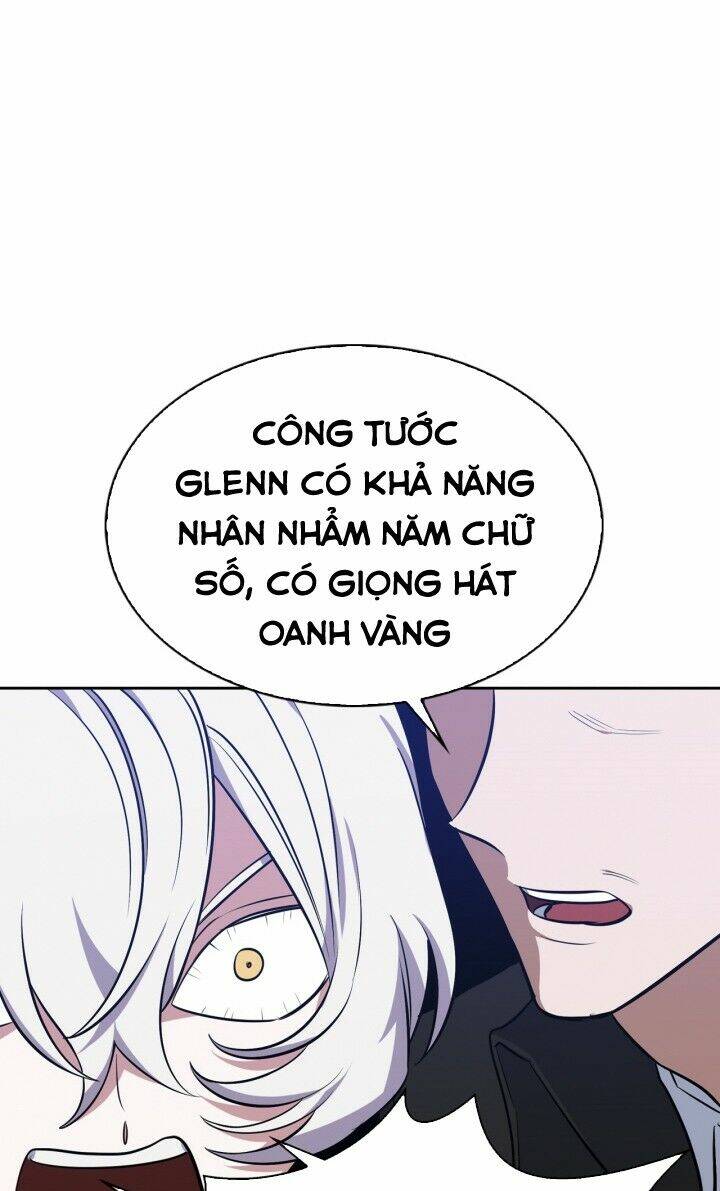 CÔNG TƯỚC
GLENN CÓ KHẢ NĂNG
NHÂN NHẨM NĂM CHỮ
SỐ, CÓ GIỌNG HÁT
OANH VÀNG